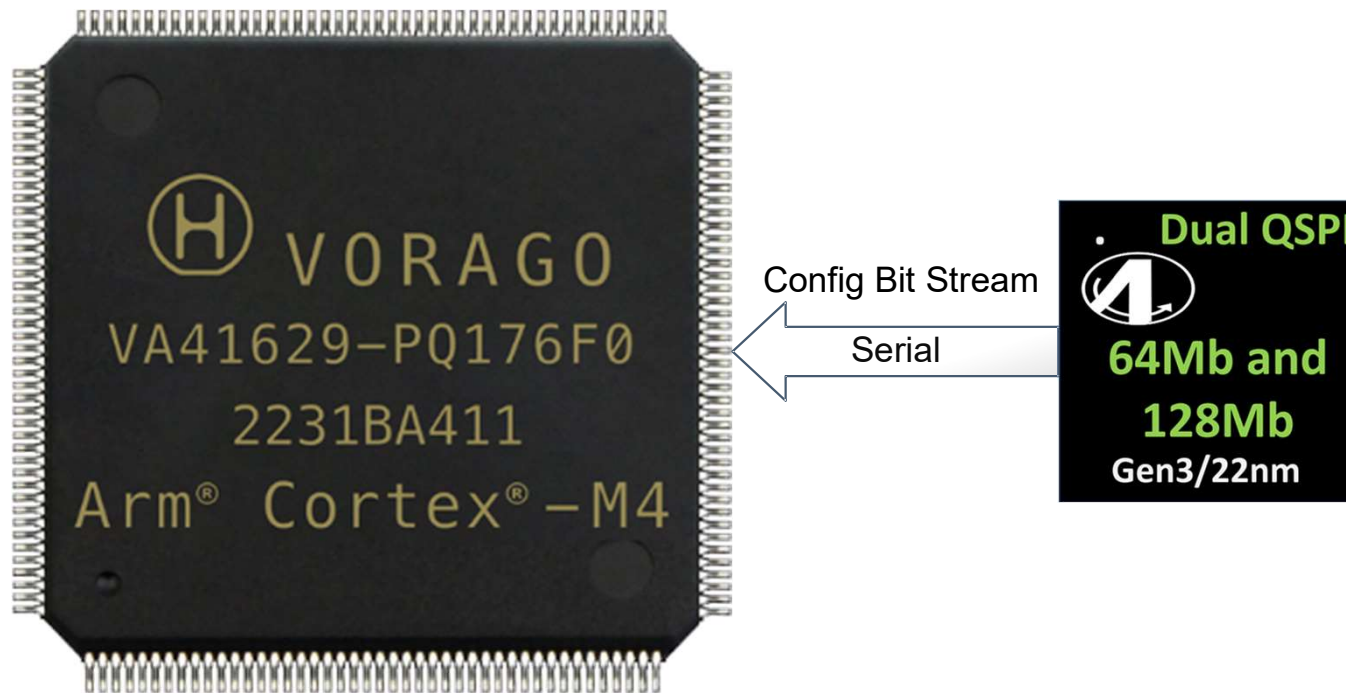 VORAGO
VA41629-PQ176F0
2231BA411
Arm® Cortex®-M4
Config Bit Stream
Serial
Dual QSPI
64Mb and
128Mb
Gen3/22nm